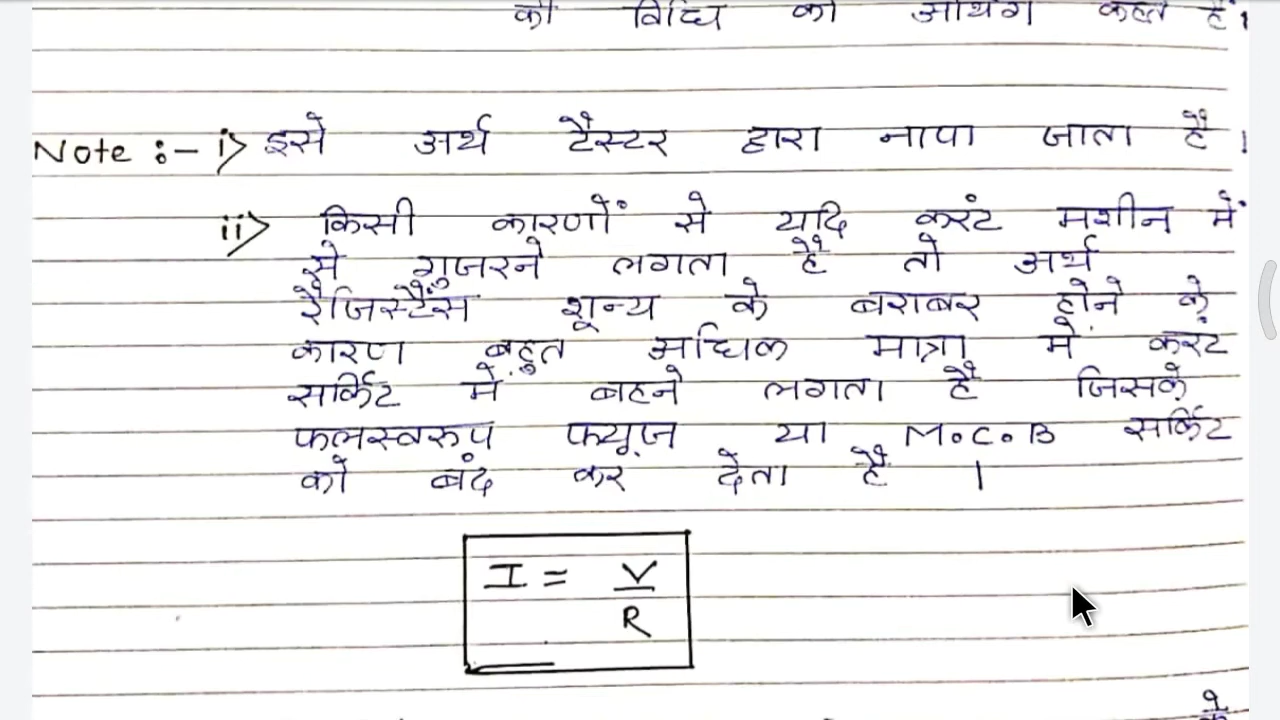 की विधि को अर्थिंग कहते हैं।
Note :- i> इसे अर्थ टैस्टर द्वारा नापा जाता है।
ii> किसी कारणों से यदि करंट मशीन में
से गुजरने लगता है तो अर्थ
रैजिस्टैंस शून्य के बराबर होने के
कारण बहुत अधिक मात्रा में करंट
सर्किट में बहने लगता है जिसके
फलस्वरुप फ्यूज या M.C.B सर्किट
को बंद कर देता है ।
I = V
R